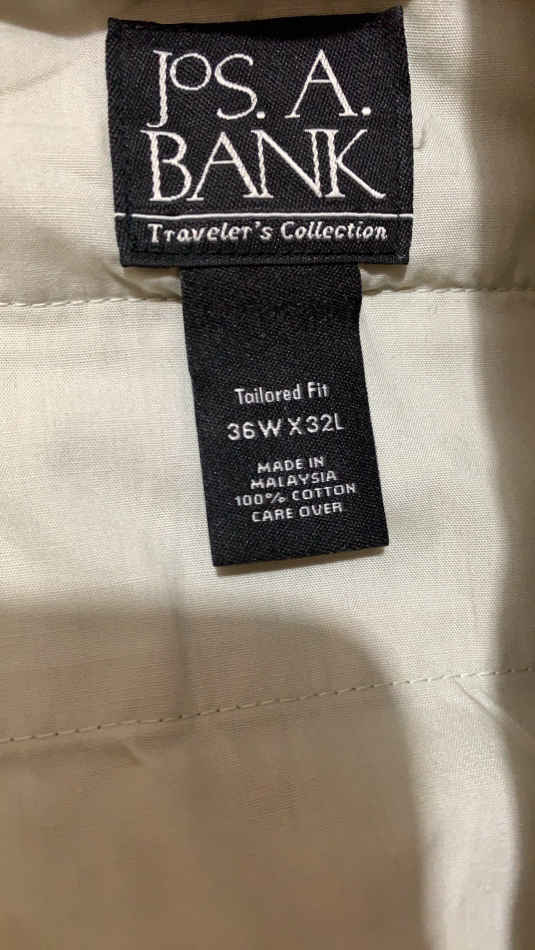 JOS. A.
BANK
Traveler's Collection
Tailored Fit
36W X 32L
MADE IN
MALAYSIA
100% COTTON
CARE OVER